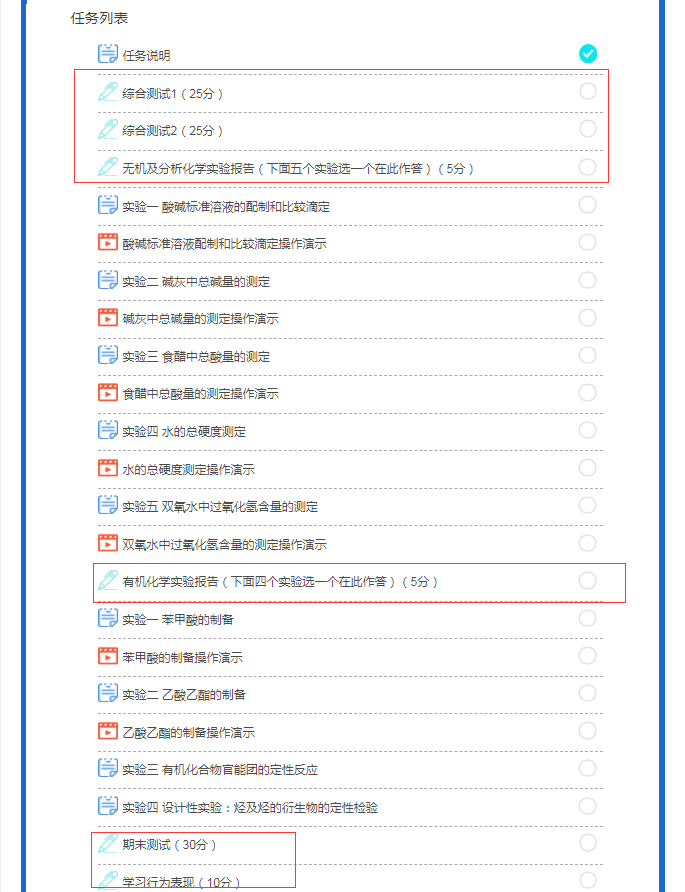 任务列表
任务说明
综合测试1（25分）
综合测试2（25分）
无机及分析化学实验报告（下面五个实验选一个在此作答）（5分）
实验一 酸碱标准溶液的配制和比较滴定
酸碱标准溶液配制和比较滴定操作演示
实验二 碱灰中总碱量的测定
碱灰中总碱量的测定操作演示
实验三 食醋中总酸量的测定
食醋中总酸量的测定操作演示
实验四 水的总硬度测定
水的总硬度测定操作演示
实验五 双氧水中过氧化氢含量的测定
双氧水中过氧化氢含量的测定操作演示
有机化学实验报告（下面四个实验选一个在此作答）（5分）
实验一 苯甲酸的制备
苯甲酸的制备操作演示
实验二 乙酸乙酯的制备
乙酸乙酯的制备操作演示
实验三 有机化合物官能团的定性反应
实验四 设计性实验：烃及烃的衍生物的定性检验
期末测试（30分）
学习行为表现（10分）